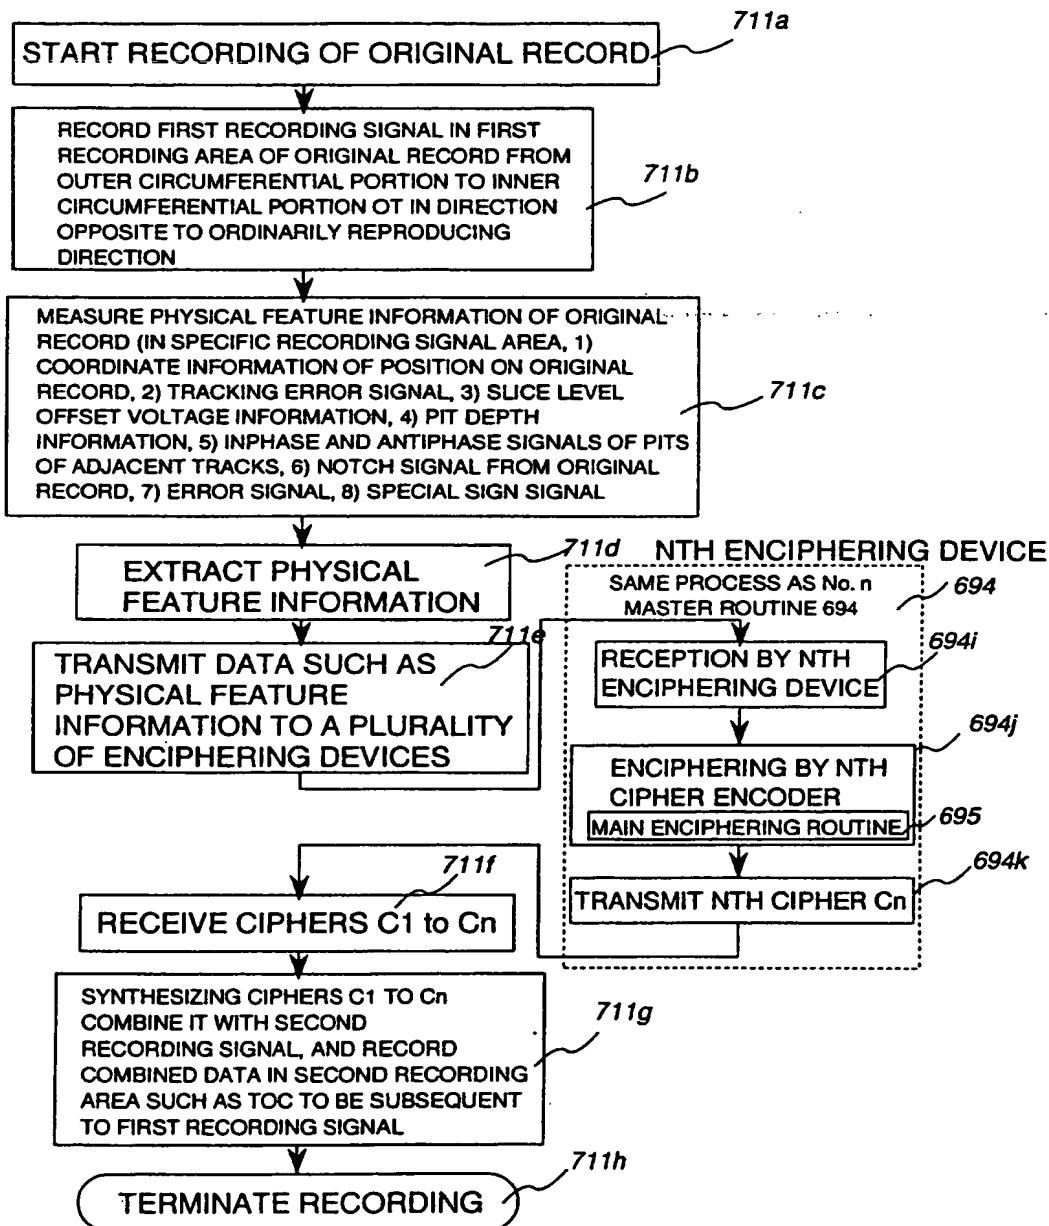 711a
START RECORDING OF ORIGINAL RECORD
RECORD FIRST RECORDING SIGNAL IN FIRST
RECORDING AREA OF ORIGINAL RECORD FROM
OUTER CIRCUMFERENTIAL PORTION TO INNER
CIRCUMFERENTIAL PORTION OT IN DIRECTION
OPPOSITE TO ORDINARILY REPRODUCING
DIRECTION
711b
MEASURE PHYSICAL FEATURE INFORMATION OF ORIGINAL
RECORD (IN SPECIFIC RECORDING SIGNAL AREA, 1)
COORDINATE INFORMATION OF POSITION ON ORIGINAL
RECORD, 2) TRACKING ERROR SIGNAL, 3) SLICE LEVEL
OFFSET VOLTAGE INFORMATION, 4) PIT DEPTH
INFORMATION, 5) INPHASE AND ANTIPHASE SIGNALS OF PITS
OF ADJACENT TRACKS, 6) NOTCH SIGNAL FROM ORIGINAL
RECORD, 7) ERROR SIGNAL, 8) SPECIAL SIGN SIGNAL
711c
711d
EXTRACT PHYSICAL
FEATURE INFORMATION
711e
TRANSMIT DATA SUCH AS
PHYSICAL FEATURE
INFORMATION TO A PLURALITY
OF ENCIPHERING DEVICES
NTH ENCIPHERING DEVICE
SAME PROCESS AS No. n
MASTER ROUTINE 694
694
RECEPTION BY NTH
ENCIPHERING DEVICE
694i
694j
ENCIPHERING BY NTH
CIPHER ENCODER
MAIN ENCIPHERING ROUTINE
695
694k
TRANSMIT NTH CIPHER Cn
711f
RECEIVE CIPHERS C1 to Cn
SYNTHESIZING CIPHERS C1 TO Cn
COMBINE IT WITH SECOND
RECORDING SIGNAL, AND RECORD
COMBINED DATA IN SECOND RECORDING
AREA SUCH AS TOC TO BE SUBSEQUENT
TO FIRST RECORDING SIGNAL
711g
711h
TERMINATE RECORDING